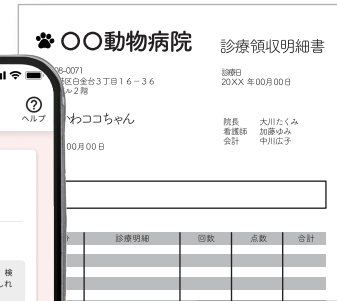 〇〇動物病院
診療領収明細書
08-0071
区白金台3丁目16-36
ル2階
診療日
20XX 年00月00日
わココちゃん
院長 大川たくみ
看護師 加藤ゆみ
会計 中川広子
00月00日
ヘルプ
診療明細 回数 点数 合計
検
れ